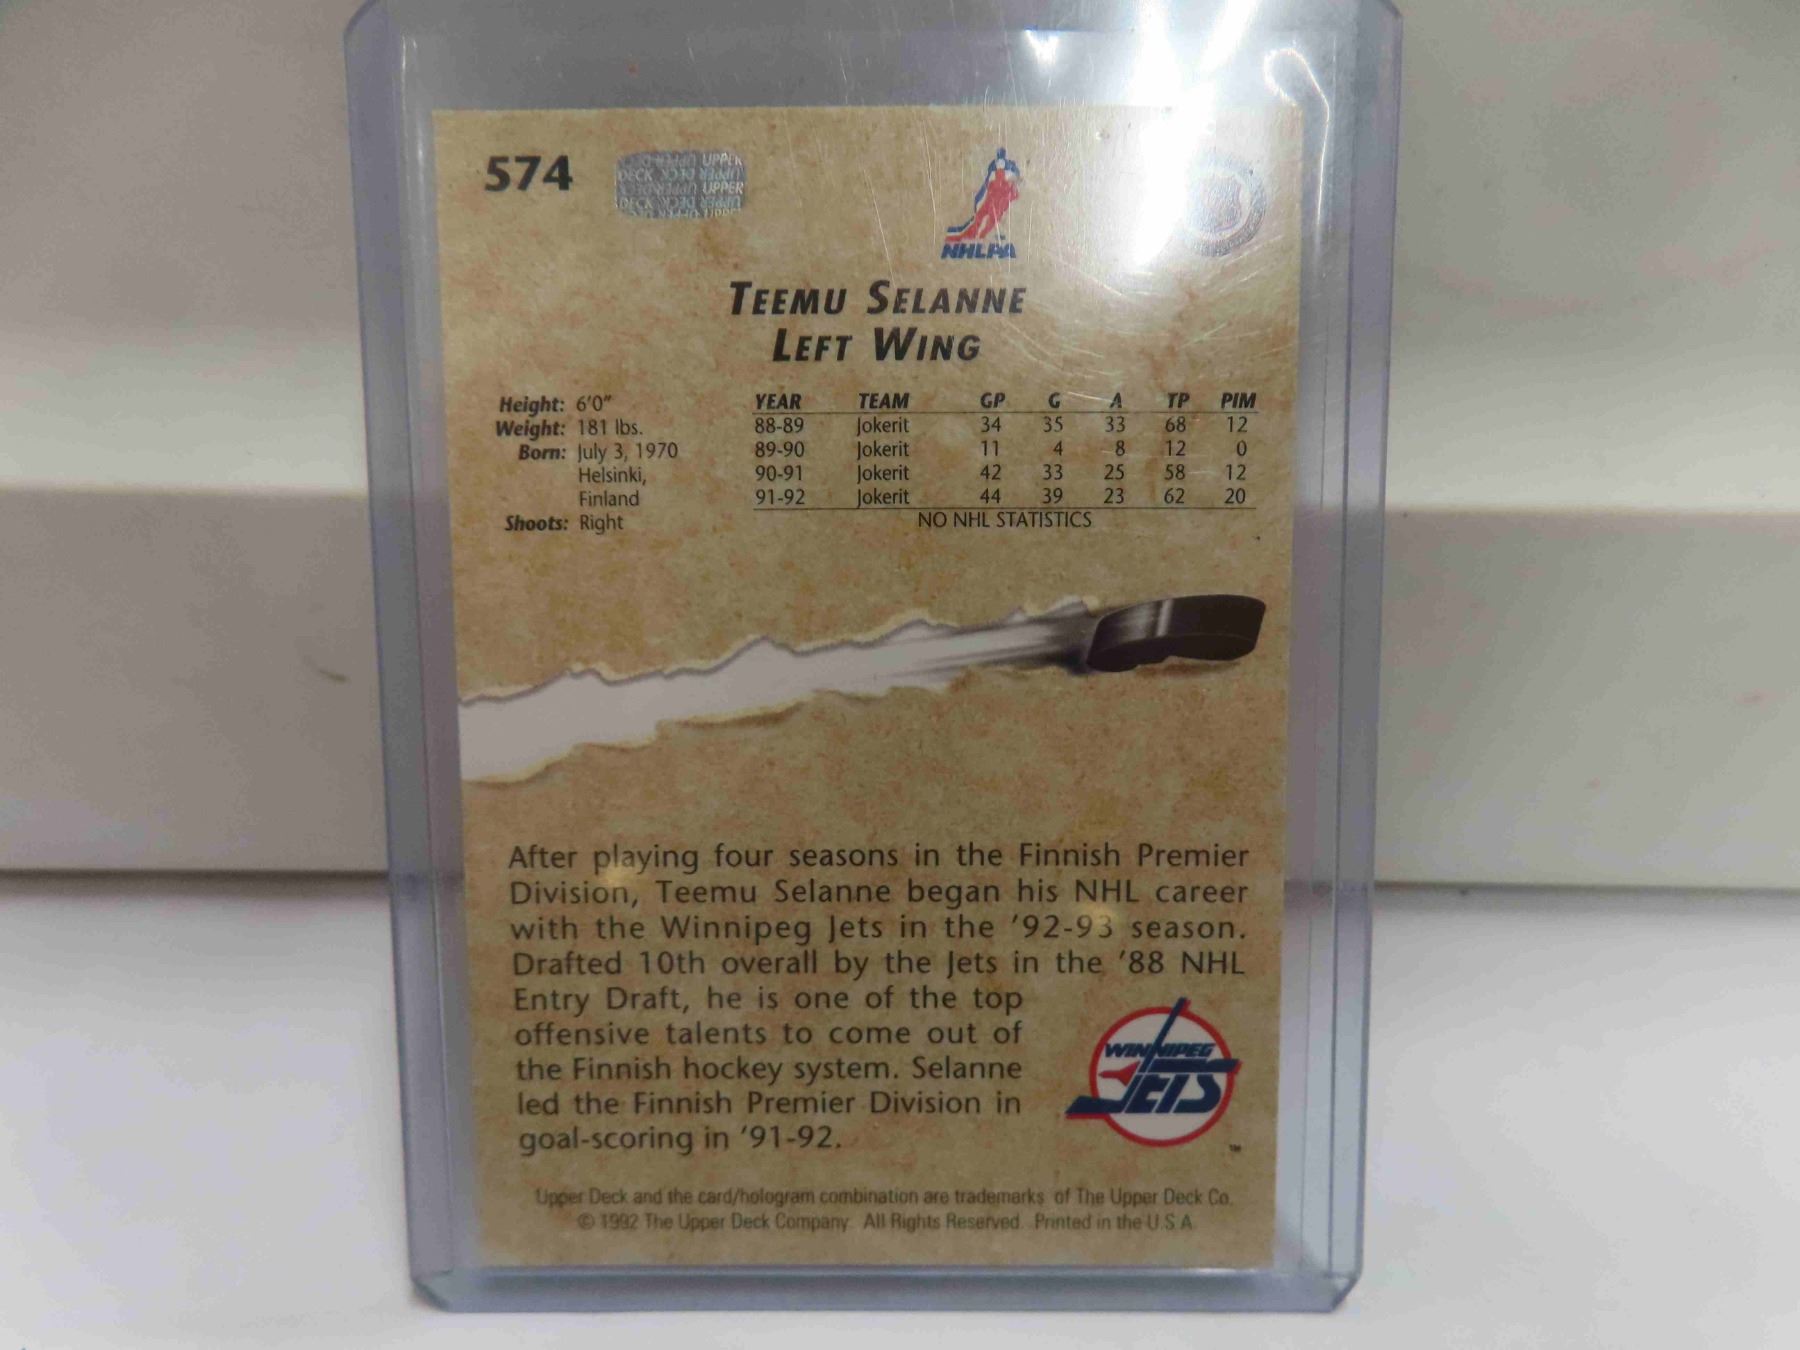 574
UPPER
DECK UPPER
UPPER
DECK UPPER
NHLPA
TEEMU SELANNE
LEFT WING
Height: 6'0"
Weight: 181 lbs.
Born: July 3, 1970
Helsinki,
Finland
Shoots: Right
YEAR TEAM GP G A TP PIM
88-89 Jokerit 34 35 33 68 12
89-90 Jokerit 11 4 8 12 0
90-91 Jokerit 42 33 25 58 12
91-92 Jokerit 44 39 23 62 20
NO NHL STATISTICS
After playing four seasons in the Finnish Premier
Division, Teemu Selanne began his NHL career
with the Winnipeg Jets in the '92-93 season.
Drafted 10th overall by the Jets in the '88 NHL
Entry Draft, he is one of the top
offensive talents to come out of
the Finnish hockey system. Selanne
led the Finnish Premier Division in
goal-scoring in '91-92.
WINNIPEG
JETS
™
Upper Deck and the card/hologram combination are trademarks of The Upper Deck Co.
© 1992 The Upper Deck Company. All Rights Reserved. Printed in the U.S.A.